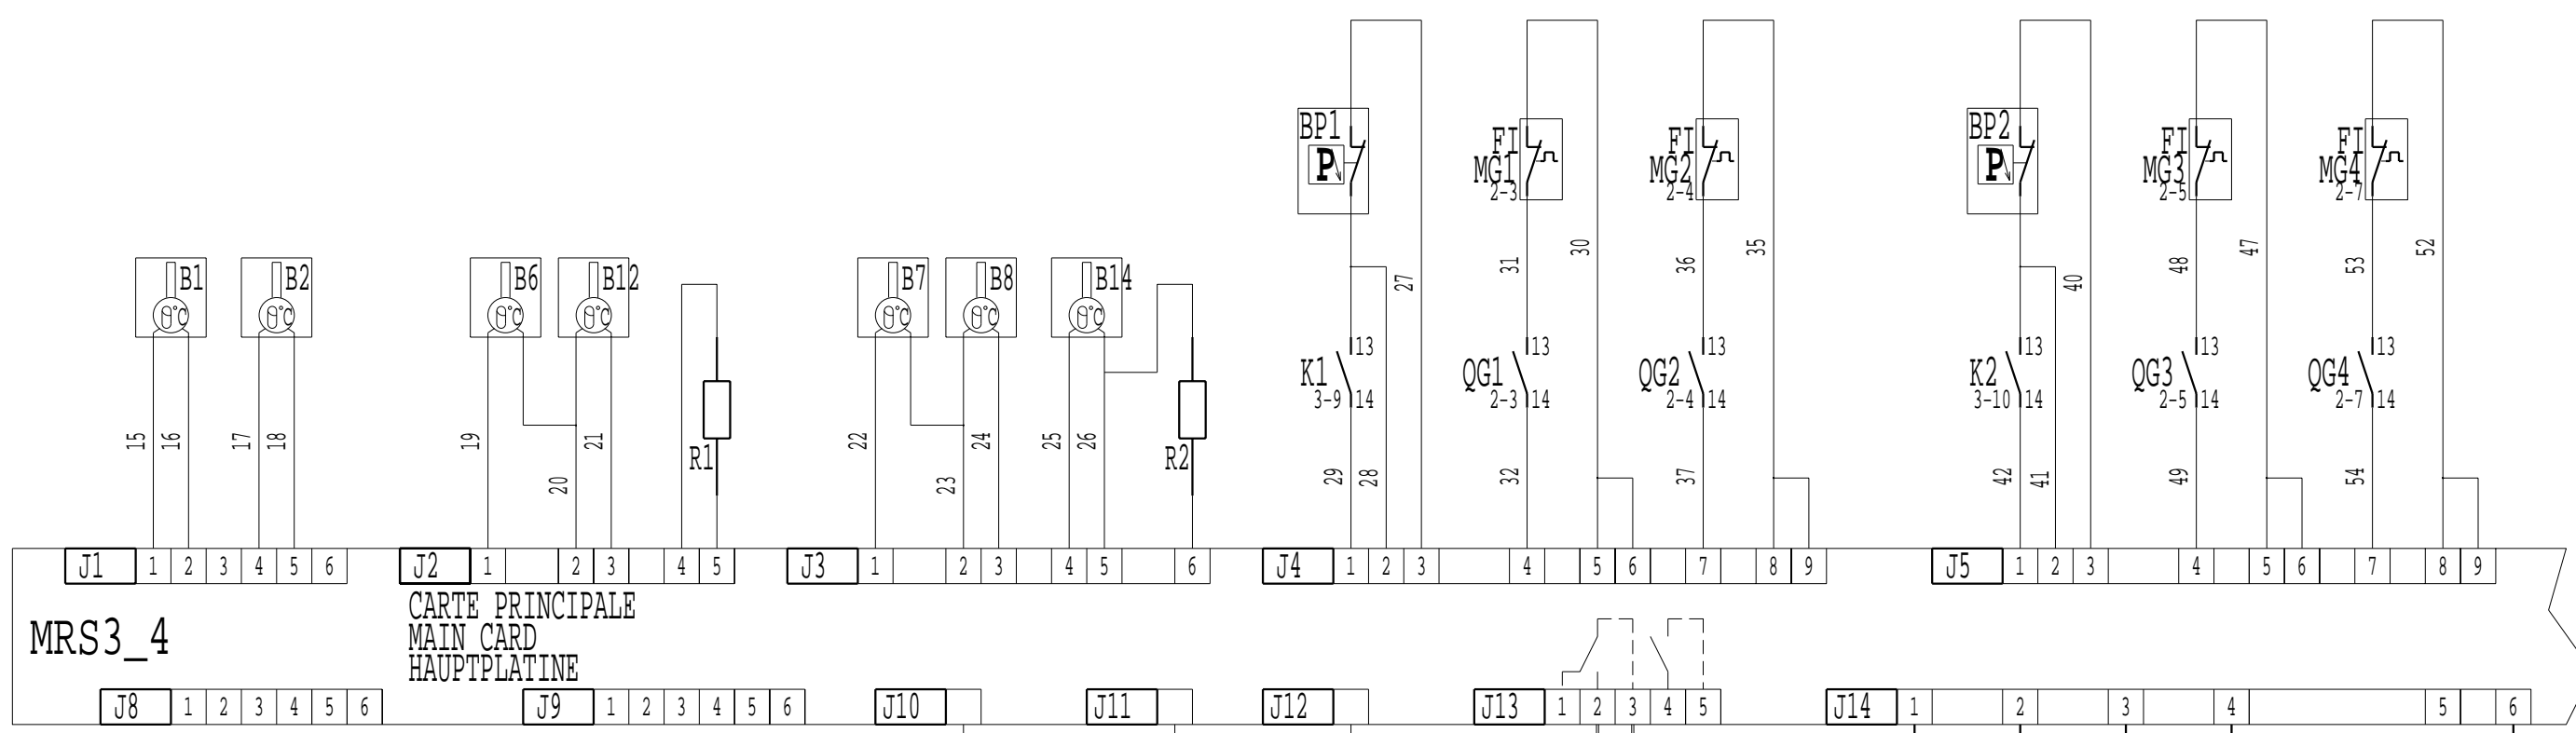 BP1
P
FI
MG1
2-3
FI
MG2
2-4
BP2
P
FI
MG3
2-5
FI
MG4
2-7
31
30
36
35
48
47
53
52
27
40
B1
θ°C
B2
θ°C
B6
θ°C
B12
θ°C
B7
θ°C
B8
θ°C
B14
θ°C
K1
3-9
13
14
QG1
2-3
13
14
QG2
2-4
13
14
K2
3-10
13
14
QG3
2-5
13
14
QG4
2-7
13
14
15
16
17
18
19
20
21
R1
22
23
24
25
26
R2
29
28
32
37
42
41
49
54
J1 1 2 3 4 5 6
J2 1 2 3 4 5
J3 1 2 3 4 5 6
J4 1 2 3 4 5 6 7 8 9
J5 1 2 3 4 5 6 7 8 9
MRS3_4
CARTE PRINCIPALE
MAIN CARD
HAUPTPLATINE
J8 1 2 3 4 5 6
J9 1 2 3 4 5 6
J10
J11
J12
J13 1 2 3 4 5
J14 1 2 3 4 5 6